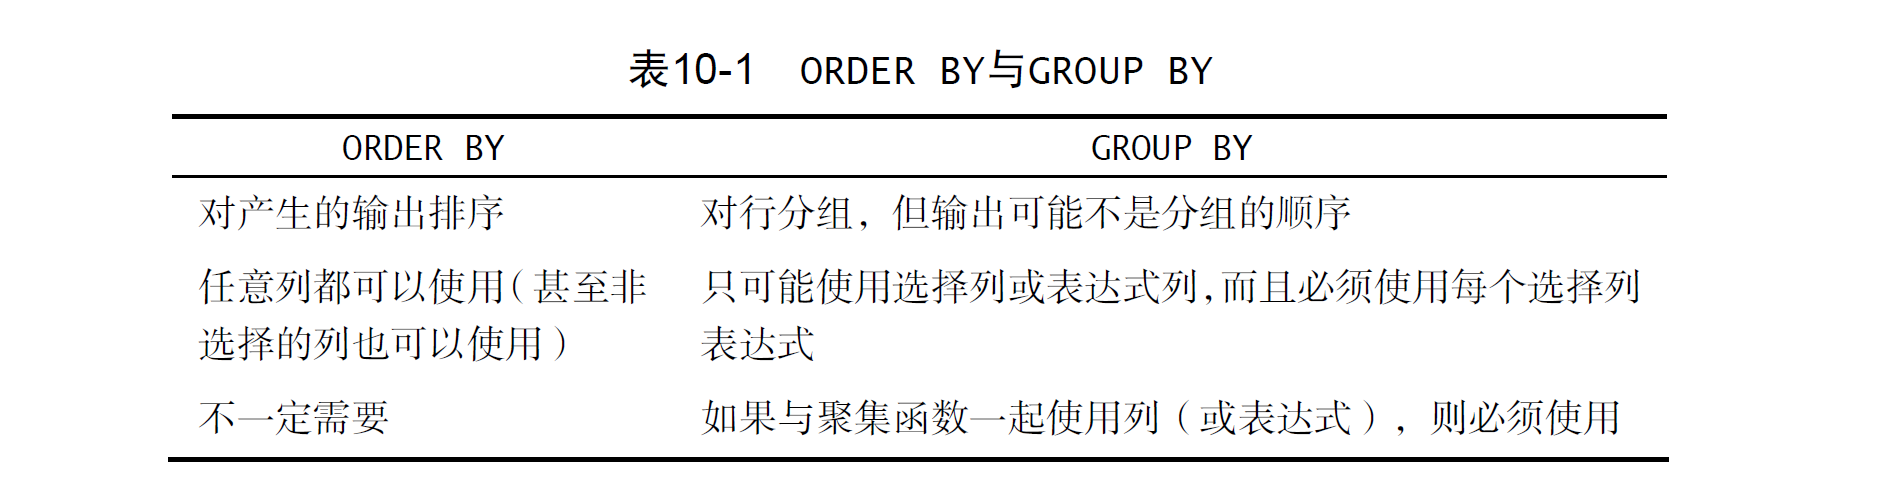 表10-1 ORDER BY与GROUP BY
ORDER BY GROUP BY
对产生的输出排序 对行分组，但输出可能不是分组的顺序
任意列都可以使用（甚至非 只可能使用选择列或表达式列，而且必须使用每个选择列
选择的列也可以使用） 表达式
不一定需要 如果与聚集函数一起使用列（或表达式），则必须使用